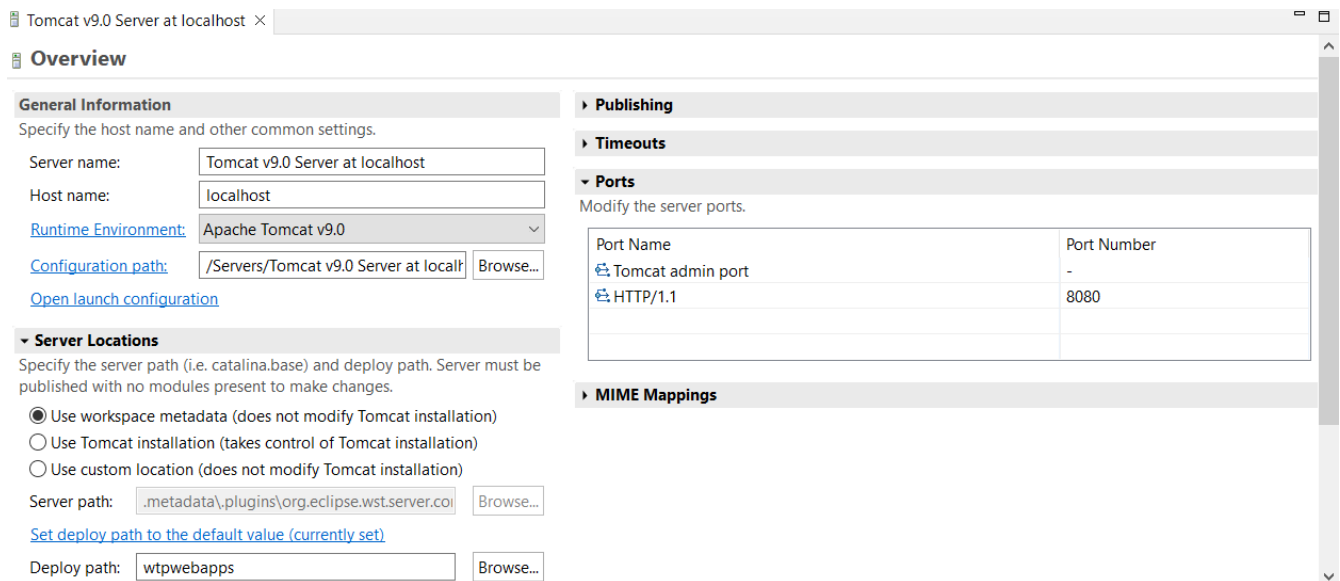 Tomcat v9.0 Server at localhost
Overview
General Information
Specify the host name and other common settings.
Server name: Tomcat v9.0 Server at localhost
Host name: localhost
Runtime Environment: Apache Tomcat v9.0
Configuration path: /Servers/Tomcat v9.0 Server at localh Browse...
Open launch configuration
Server Locations
Specify the server path (i.e. catalina.base) and deploy path. Server must be
published with no modules present to make changes.
Use workspace metadata (does not modify Tomcat installation)
Use Tomcat installation (takes control of Tomcat installation)
Use custom location (does not modify Tomcat installation)
Server path: .metadata\.plugins\org.eclipse.wst.server.co Browse...
Set deploy path to the default value (currently set)
Deploy path: wtpwebapps Browse...
Publishing
Timeouts
Ports
Modify the server ports.
Port Name Port Number
Tomcat admin port -
HTTP/1.1 8080
MIME Mappings